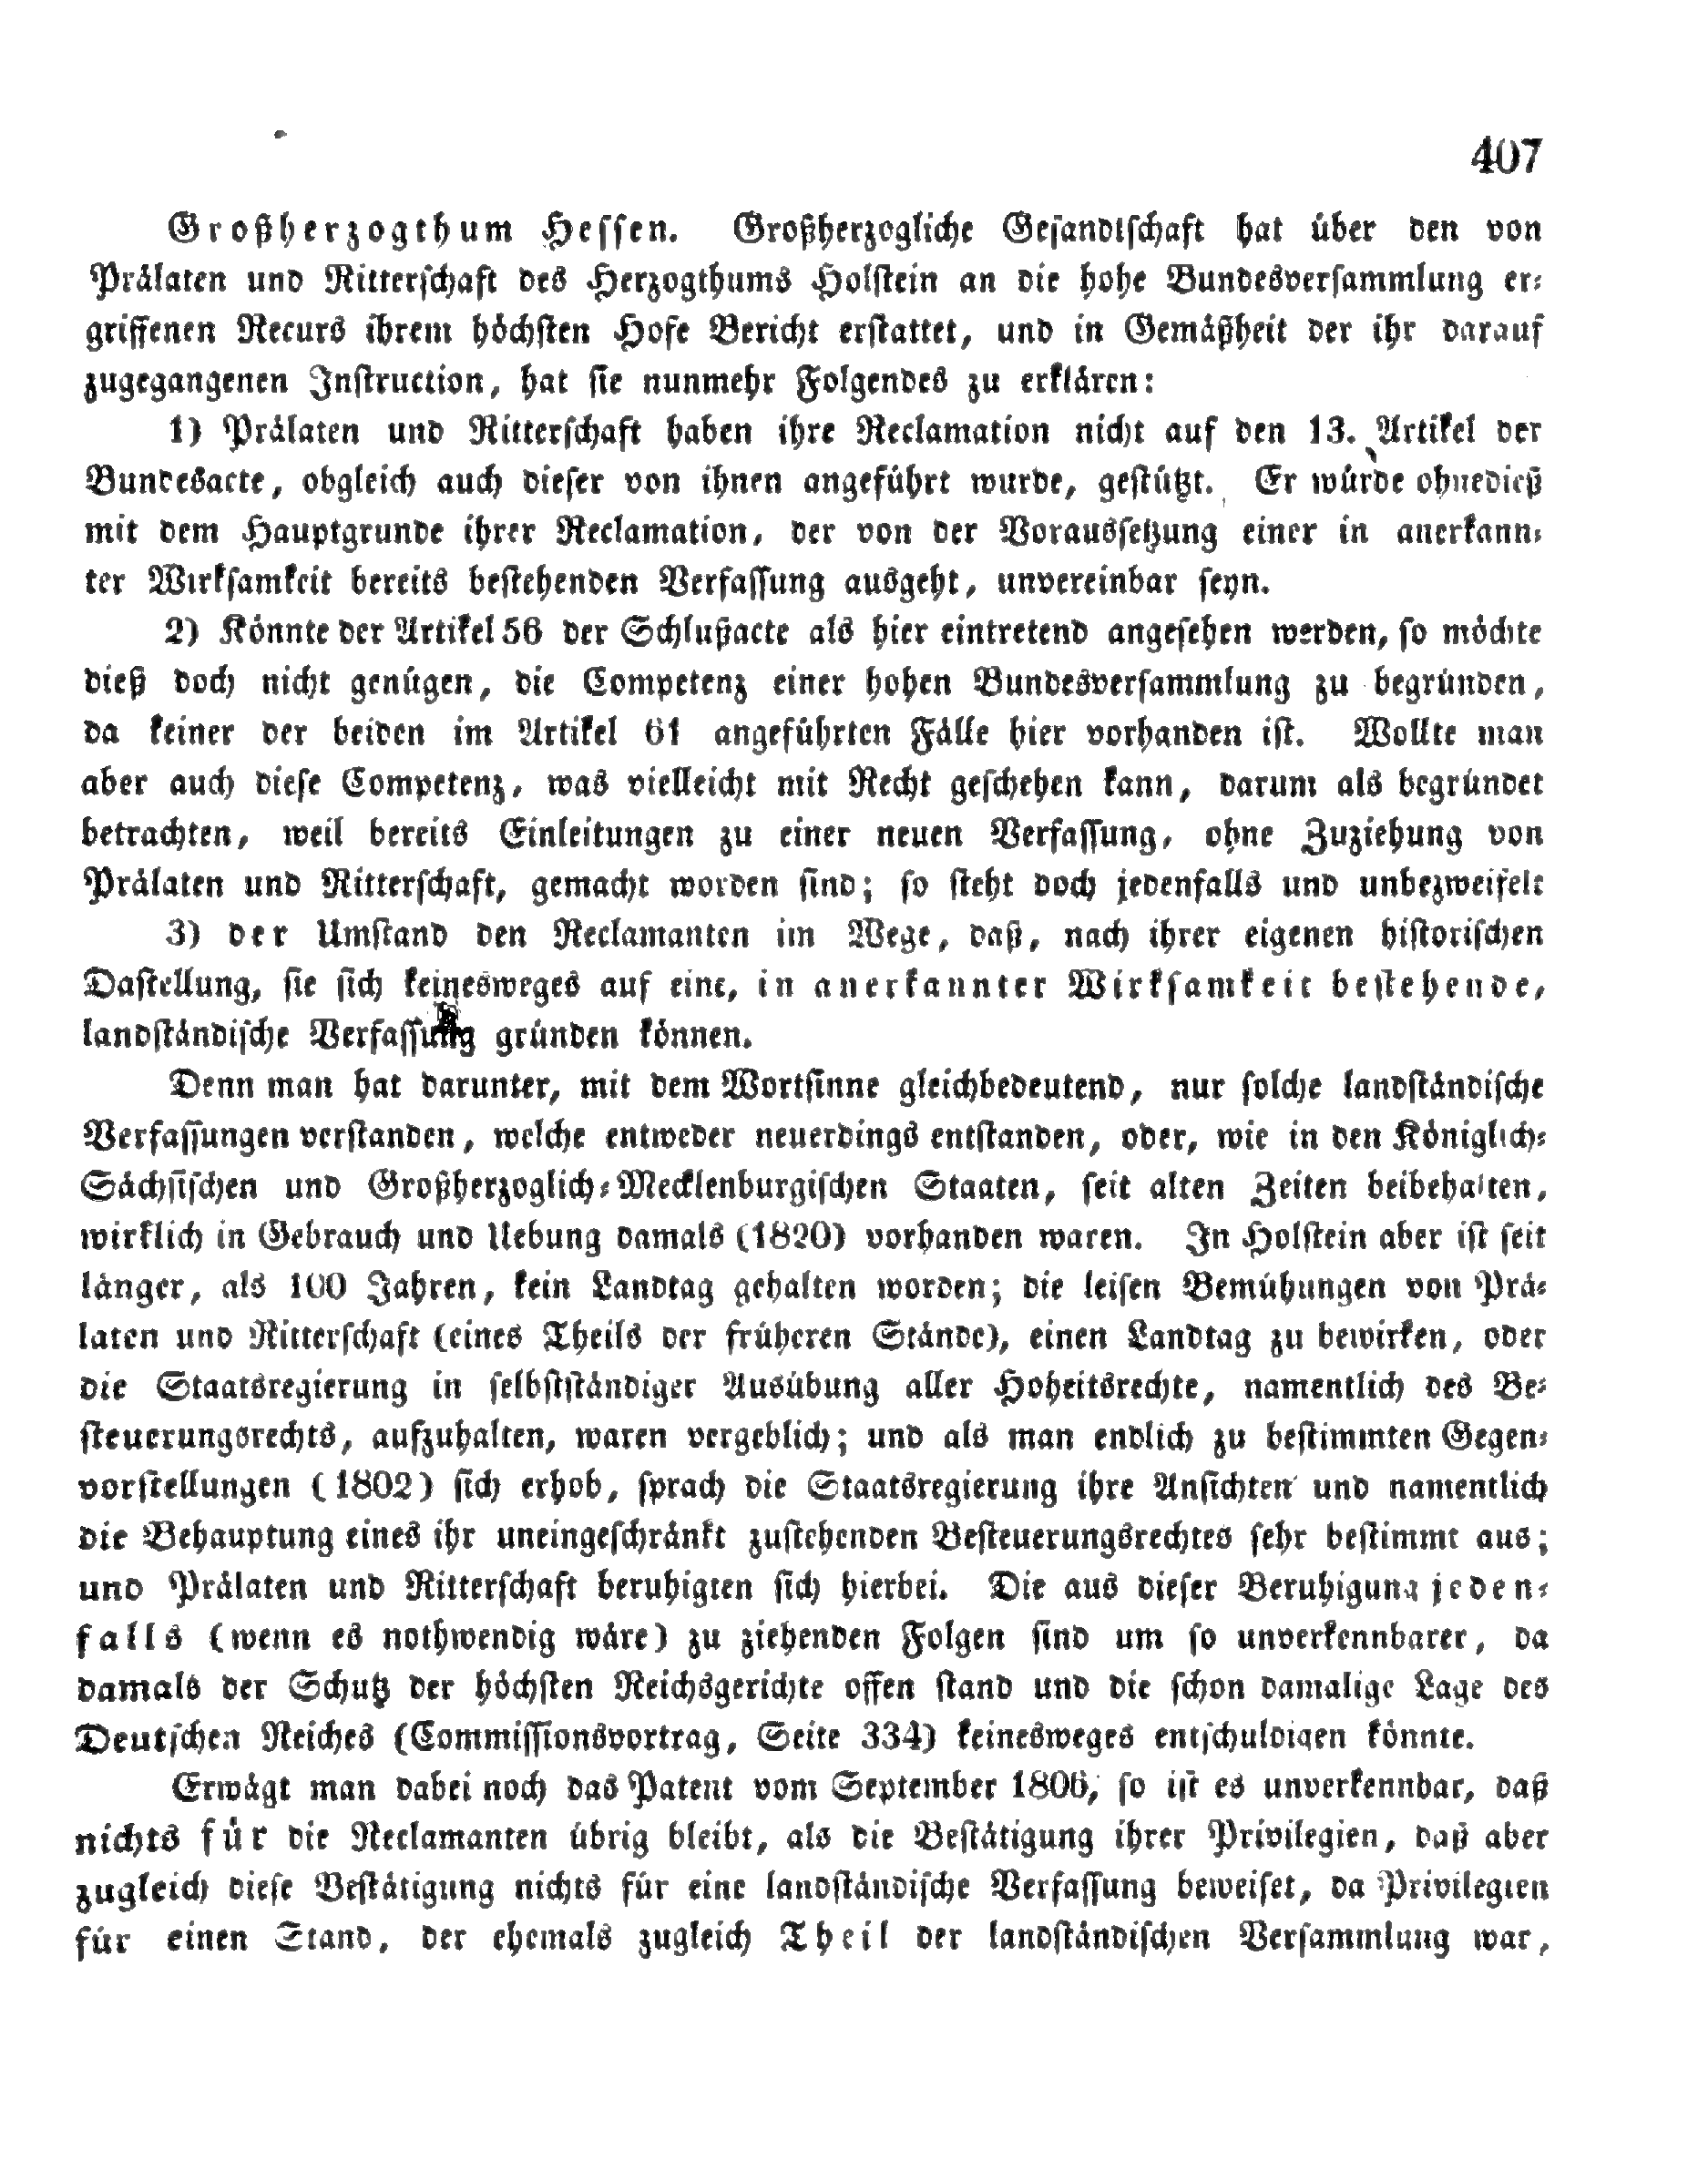 407
Großherzogthum Hessen. Großherzogliche Gesandtschaft hat über den von
Prälaten und Ritterschaft des Herzogthums Holstein an die hohe Bundesversammlung er-
griffenen Recurs ihrem höchsten Hofe Bericht erstattet, und in Gemäßheit der ihr darauf
zugegangenen Instruction, hat sie nunmehr Folgendes zu erklären:
1) Prälaten und Ritterschaft haben ihre Reclamation nicht auf den 13. Artikel der
Bundesacte, obgleich auch dieser von ihnen angeführt wurde, gestützt. Er würde ohnedieß
mit dem Hauptgrunde ihrer Reclamation, der von der Voraussetzung einer in anerkann-
ter Wirksamkeit bereits bestehenden Verfassung ausgeht, unvereinbar seyn.
2) Könnte der Artikel 56 der Schlußacte als hier eintretend angesehen werden, so möchte
dieß doch nicht genügen, die Competenz einer hohen Bundesversammlung zu begründen,
da keiner der beiden im Artikel 61 angeführten Fälle hier vorhanden ist. Wollte man
aber auch diese Competenz, was vielleicht mit Recht geschehen kann, darum als begründet
betrachten, weil bereits Einleitungen zu einer neuen Verfassung, ohne Zuziehung von
Prälaten und Ritterschaft, gemacht worden sind; so steht doch jedenfalls und unbezweifelt
3) der Umstand den Reclamanten im Wege, daß, nach ihrer eigenen historischen
Dastellung, sie sich keinesweges auf eine, in anerkannter Wirksamkeit bestehende,
landständische Verfassung gründen können.
Denn man hat darunter, mit dem Wortsinne gleichbedeutend, nur solche landständische
Verfassungen verstanden, welche entweder neuerdings entstanden, oder, wie in den Königlich-
Sächsischen und Großherzoglich-Mecklenburgischen Staaten, seit alten Zeiten beibehalten,
wirklich in Gebrauch und Uebung damals (1820) vorhanden waren. In Holstein aber ist seit
länger, als 100 Jahren, kein Landtag gehalten worden; die leisen Bemühungen von Prä-
laten und Ritterschaft (eines Theils der früheren Stände), einen Landtag zu bewirken, oder
die Staatsregierung in selbstständiger Ausübung aller Hoheitsrechte, namentlich des Be-
steuerungsrechts, aufzuhalten, waren vergeblich; und als man endlich zu bestimmten Gegen-
vorstellungen (1802) sich erhob, sprach die Staatsregierung ihre Ansichten und namentlich
die Behauptung eines ihr uneingeschränkt zustehenden Besteuerungsrechtes sehr bestimmt aus;
und Prälaten und Ritterschaft beruhigten sich hierbei. Die aus dieser Beruhigung jeden-
falls (wenn es nothwendig wäre) zu ziehenden Folgen sind um so unverkennbarer, da
damals der Schutz der höchsten Reichsgerichte offen stand und die schon damalige Lage des
Deutschen Reiches (Commissionsvortrag, Seite 334) keinesweges entschuldigen könnte.
Erwägt man dabei noch das Patent vom September 1806, so ist es unverkennbar, daß
nichts für die Reclamanten übrig bleibt, als die Bestätigung ihrer Privilegien, daß aber
zugleich diese Bestätigung nichts für eine landständische Verfassung beweiset, da Privilegien
für einen Stand, der ehemals zugleich Theil der landständischen Versammlung war,